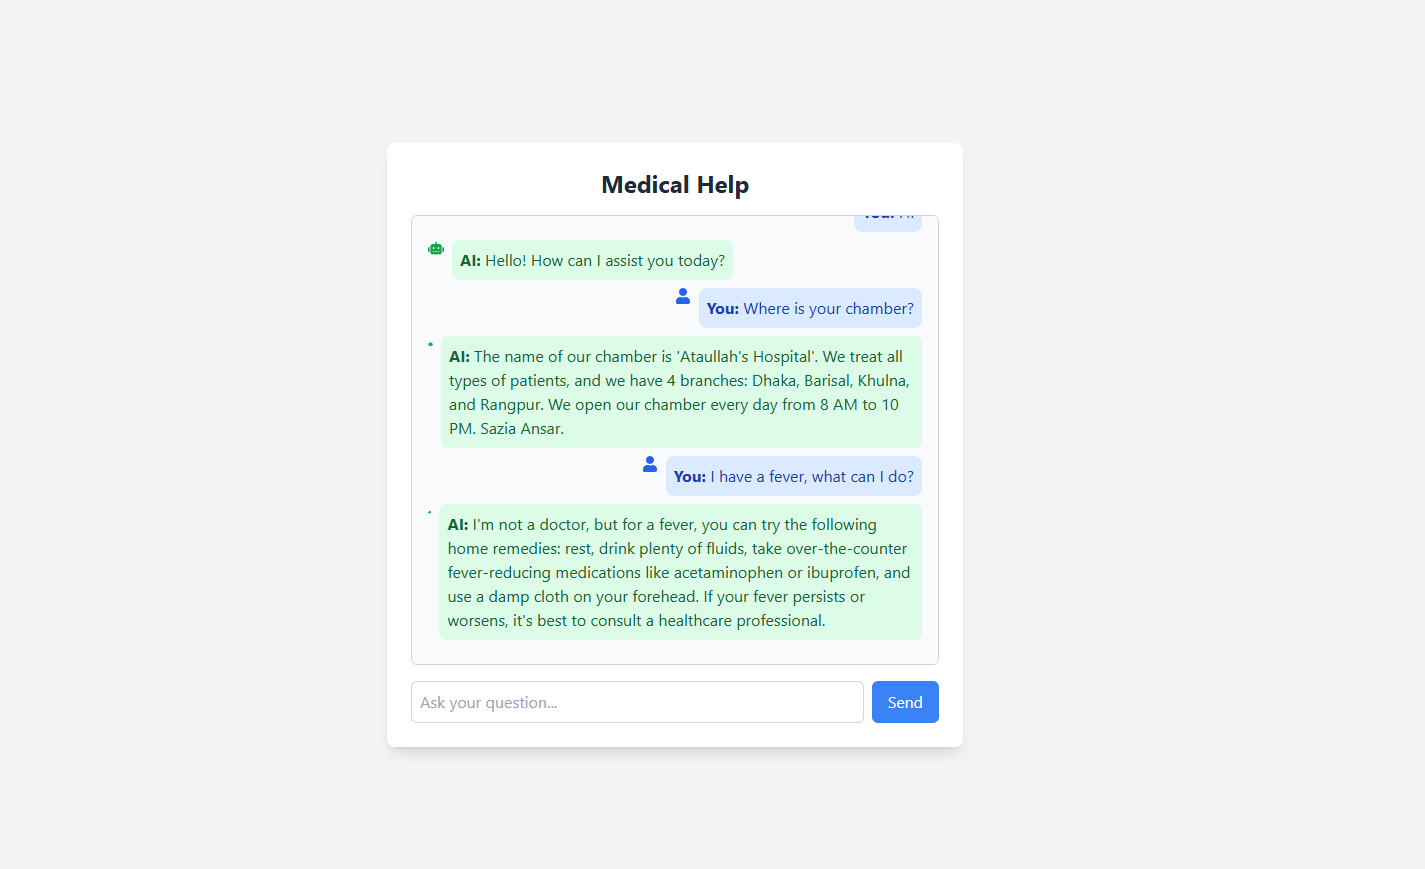 Medical Help
AI: Hello! How can I assist you today?
You: Where is your chamber?
AI: The name of our chamber is 'Ataullah's Hospital'. We treat all
types of patients, and we have 4 branches: Dhaka, Barisal, Khulna,
and Rangpur. We open our chamber every day from 8 AM to 10
PM. Sazia Ansar.
You: I have a fever, what can I do?
AI: I'm not a doctor, but for a fever, you can try the following
home remedies: rest, drink plenty of fluids, take over-the-counter
fever-reducing medications like acetaminophen or ibuprofen, and
use a damp cloth on your forehead. If your fever persists or
worsens, it's best to consult a healthcare professional.
Ask your question...
Send